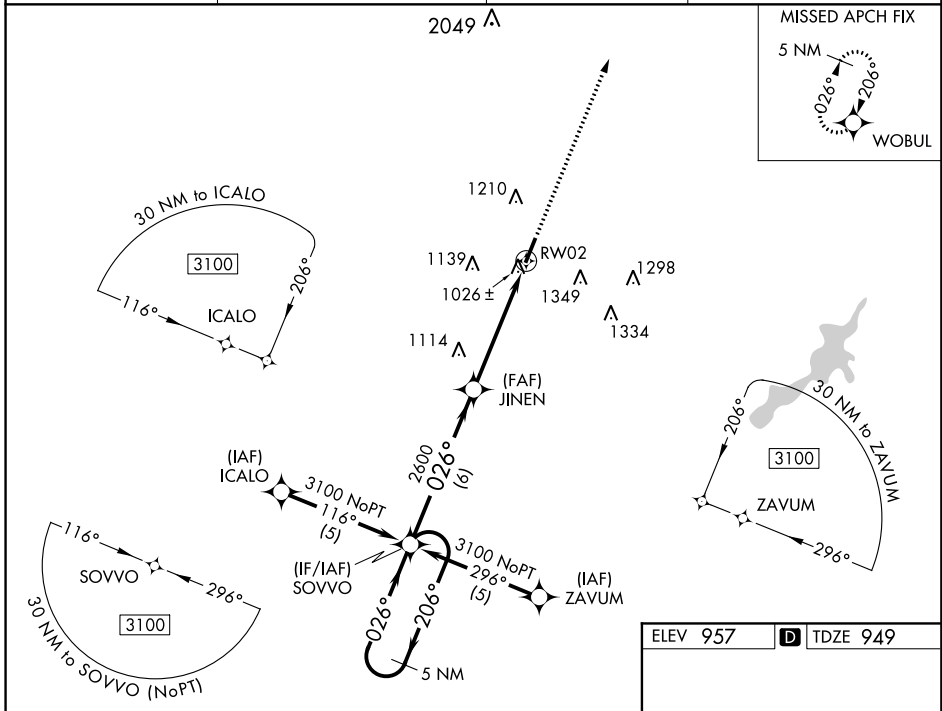 2049
MISSED APCH FIX
5 NM
026°
206°
WOBUL
30 NM to ICALO
3100
206°
116°
ICALO
1210
1139
RW02
1026 ±
1349
1298
1334
1114
(FAF)
JINEN
2600
026°
(6)
(IAF)
ICALO
3100 NoPT
116°
(5)
(IF/IAF)
SOVVO
3100 NoPT
296°
(5)
(IAF)
ZAVUM
026°
206°
5 NM
30 NM to ZAVUM
206°
3100
ZAVUM
296°
116°
SOVVO
296°
3100
30 NM to SOVVO (NoPT)
ELEV 957
D
TDZE 949